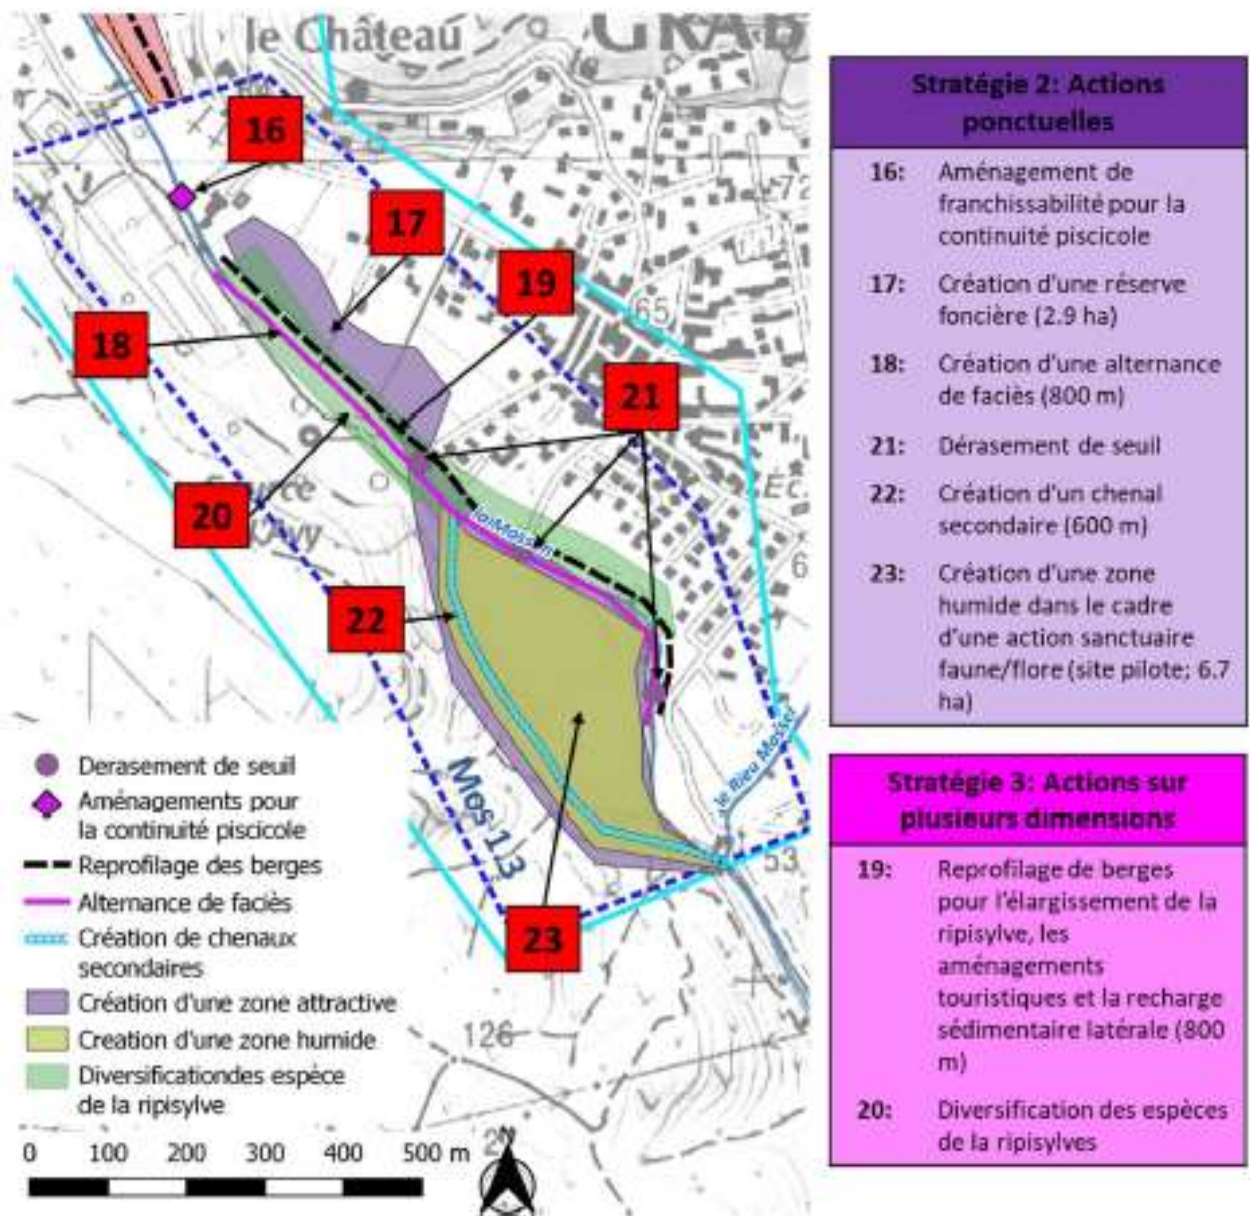 le Château
GRAB
16
17
19
18
65
21
72
Source
20
la Mosson
Éc.
6
22
le Rieu Massel
Mos 13
53
23
126
Derasement de seuil
Aménagements pour
la continuité piscicole
Reprofilage des berges
Alternance de faciès
Création de chenaux
secondaires
Création d'une zone attractive
Creation d'une zone humide
Diversificationdes espèce
de la ripisylve
0 100 200 300 400 500 m
Stratégie 2: Actions
ponctuelles
16: Aménagement de
franchissabilité pour la
continuité piscicole
17: Création d'une réserve
foncière (2.9 ha)
18: Création d'une alternance
de faciès (800 m)
21: Dérasement de seuil
22: Création d'un chenal
secondaire (600 m)
23: Création d'une zone
humide dans le cadre
d'une action sanctuaire
faune/flore (site pilote; 6.7
ha)
Stratégie 3: Actions sur
plusieurs dimensions
19: Reprofilage de berges
pour l'élargissement de la
ripisylve, les
aménagements
touristiques et la recharge
sédimentaire latérale (800
m)
20: Diversification des espèces
de la ripisylves